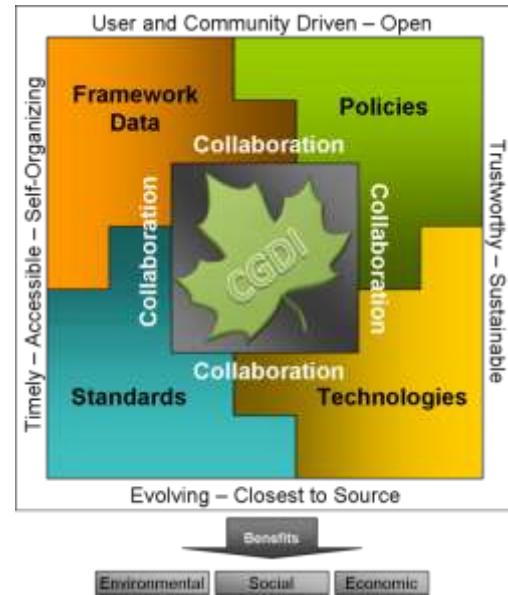 User and Community Driven – Open
Framework
Data
Policies
Collaboration
Timely – Accessible – Self-Organizing
Collaboration
CGDI
Collaboration
Trustworthy – Sustainable
Collaboration
Standards
Technologies
Evolving – Closest to Source
Benefits
Environmental
Social
Economic